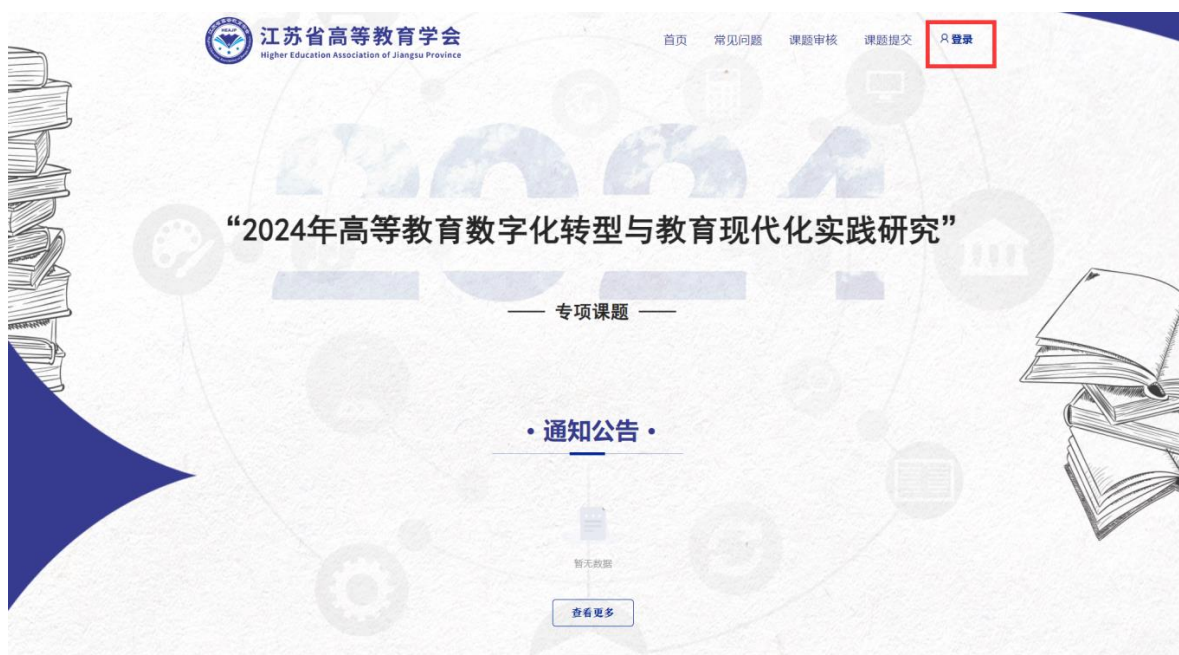 江苏省高等教育学会
Higher Education Association of Jiangsu Province
首页 常见问题 课题审核 课题提交 登录
2024
“2024年高等教育数字化转型与教育现代化实践研究”
专项课题
·通知公告·
暂无数据
查看更多